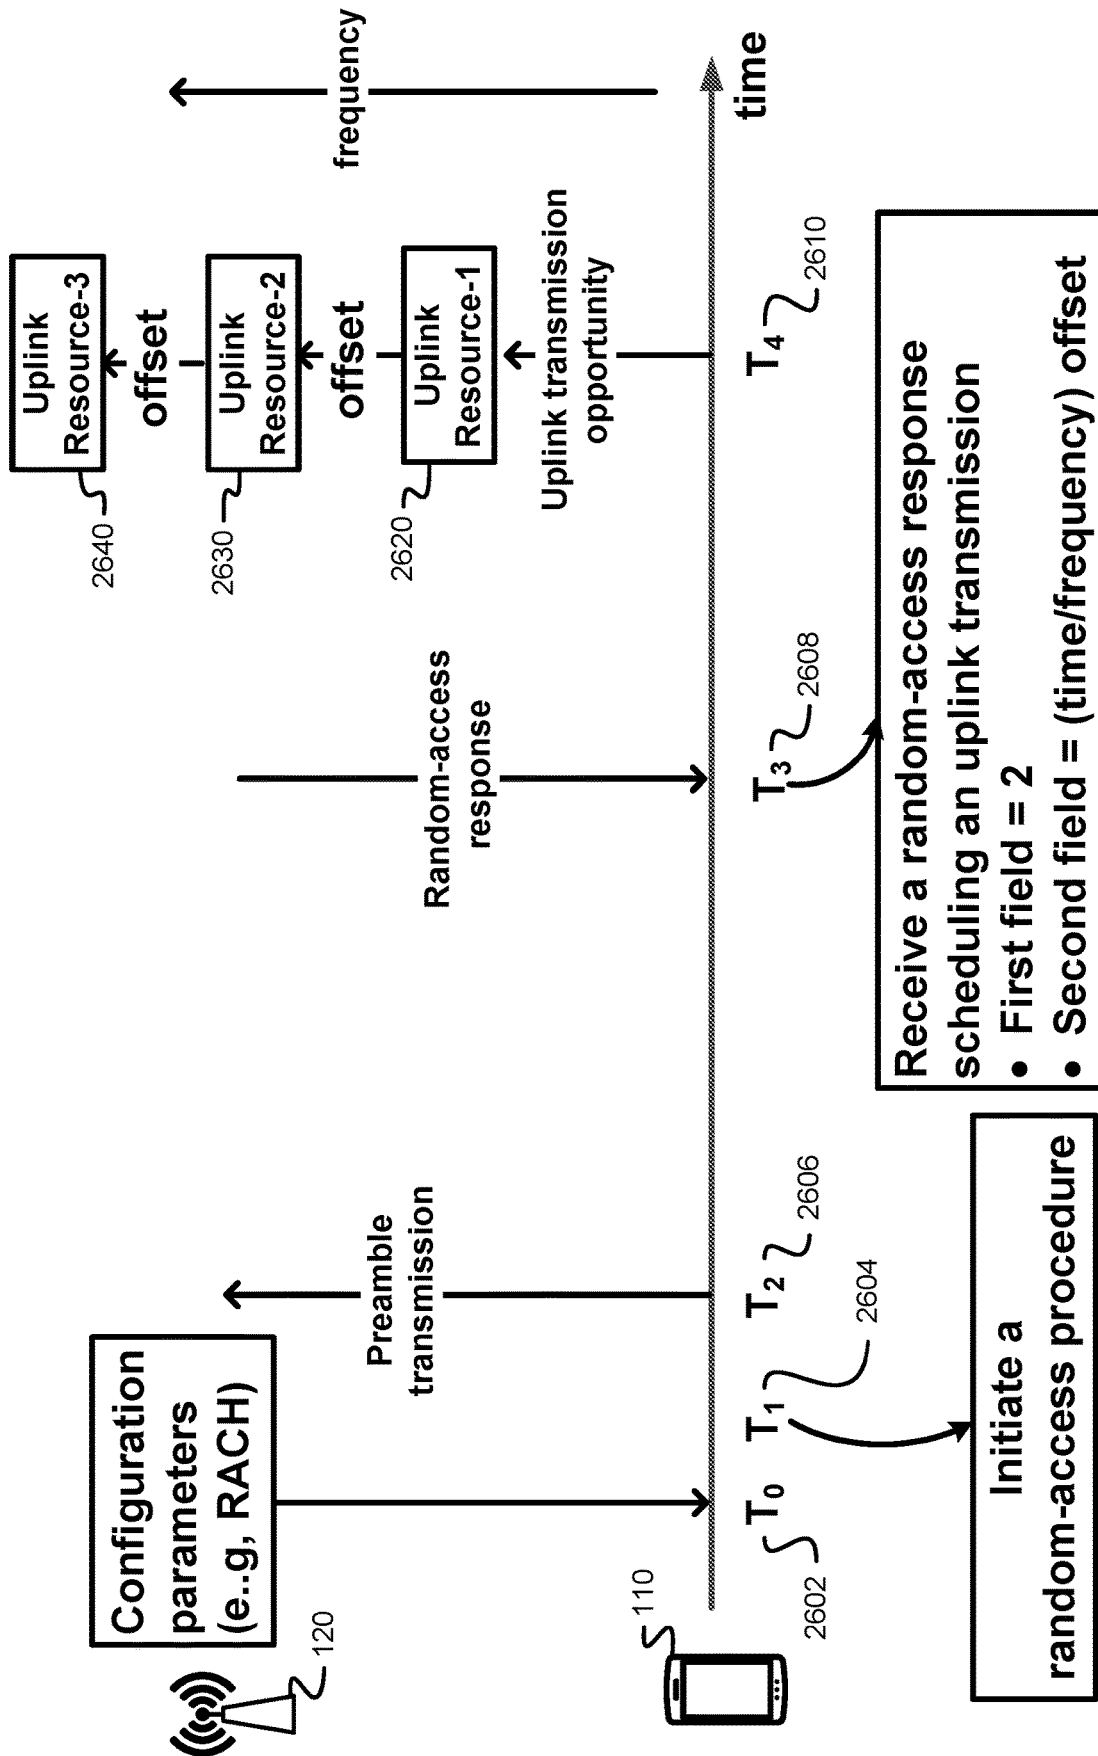 Configuration
parameters
(e..g, RACH)
120
110
Preamble
transmission
Random-access
response
Uplink
Resource-3
offset
Uplink
Resource-2
offset
Uplink
Resource-1
Uplink transmission
opportunity
2640
2630
2620
frequency
time
T0
2602
T1
2604
T2
2606
T3
2608
T4
2610
Initiate a
random-access procedure
Receive a random-access response
scheduling an uplink transmission
• First field = 2
• Second field = (time/frequency) offset